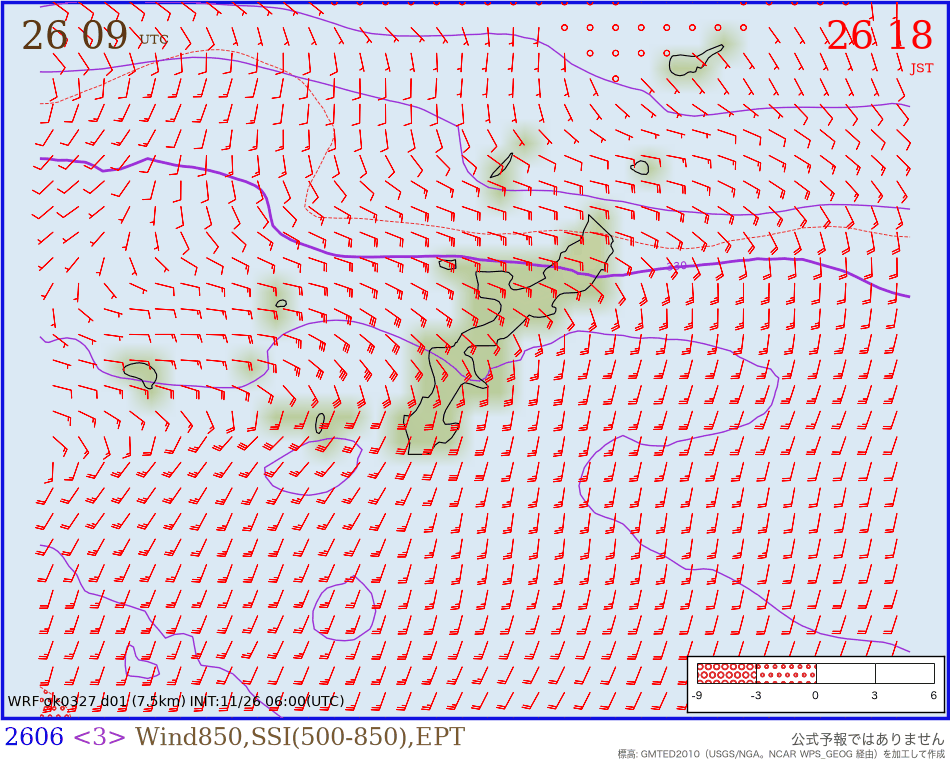 26 09 UTC
26 18
JST
330
WRF gk0327 d01 (7.5km) INIT:11/26 06:00(UTC)
-9 -3 0 3 6
2606 <3> Wind850,SSI(500-850),EPT
公式予報ではありません
標高: GMTED2010（USGS/NGA。NCAR WPS_GEOG 経由）を加工して作成